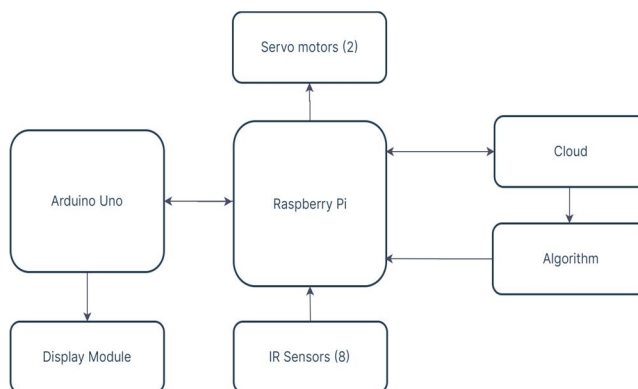 Servo motors (2)
Arduino Uno
Raspberry Pi
Cloud
Algorithm
Display Module
IR Sensors (8)